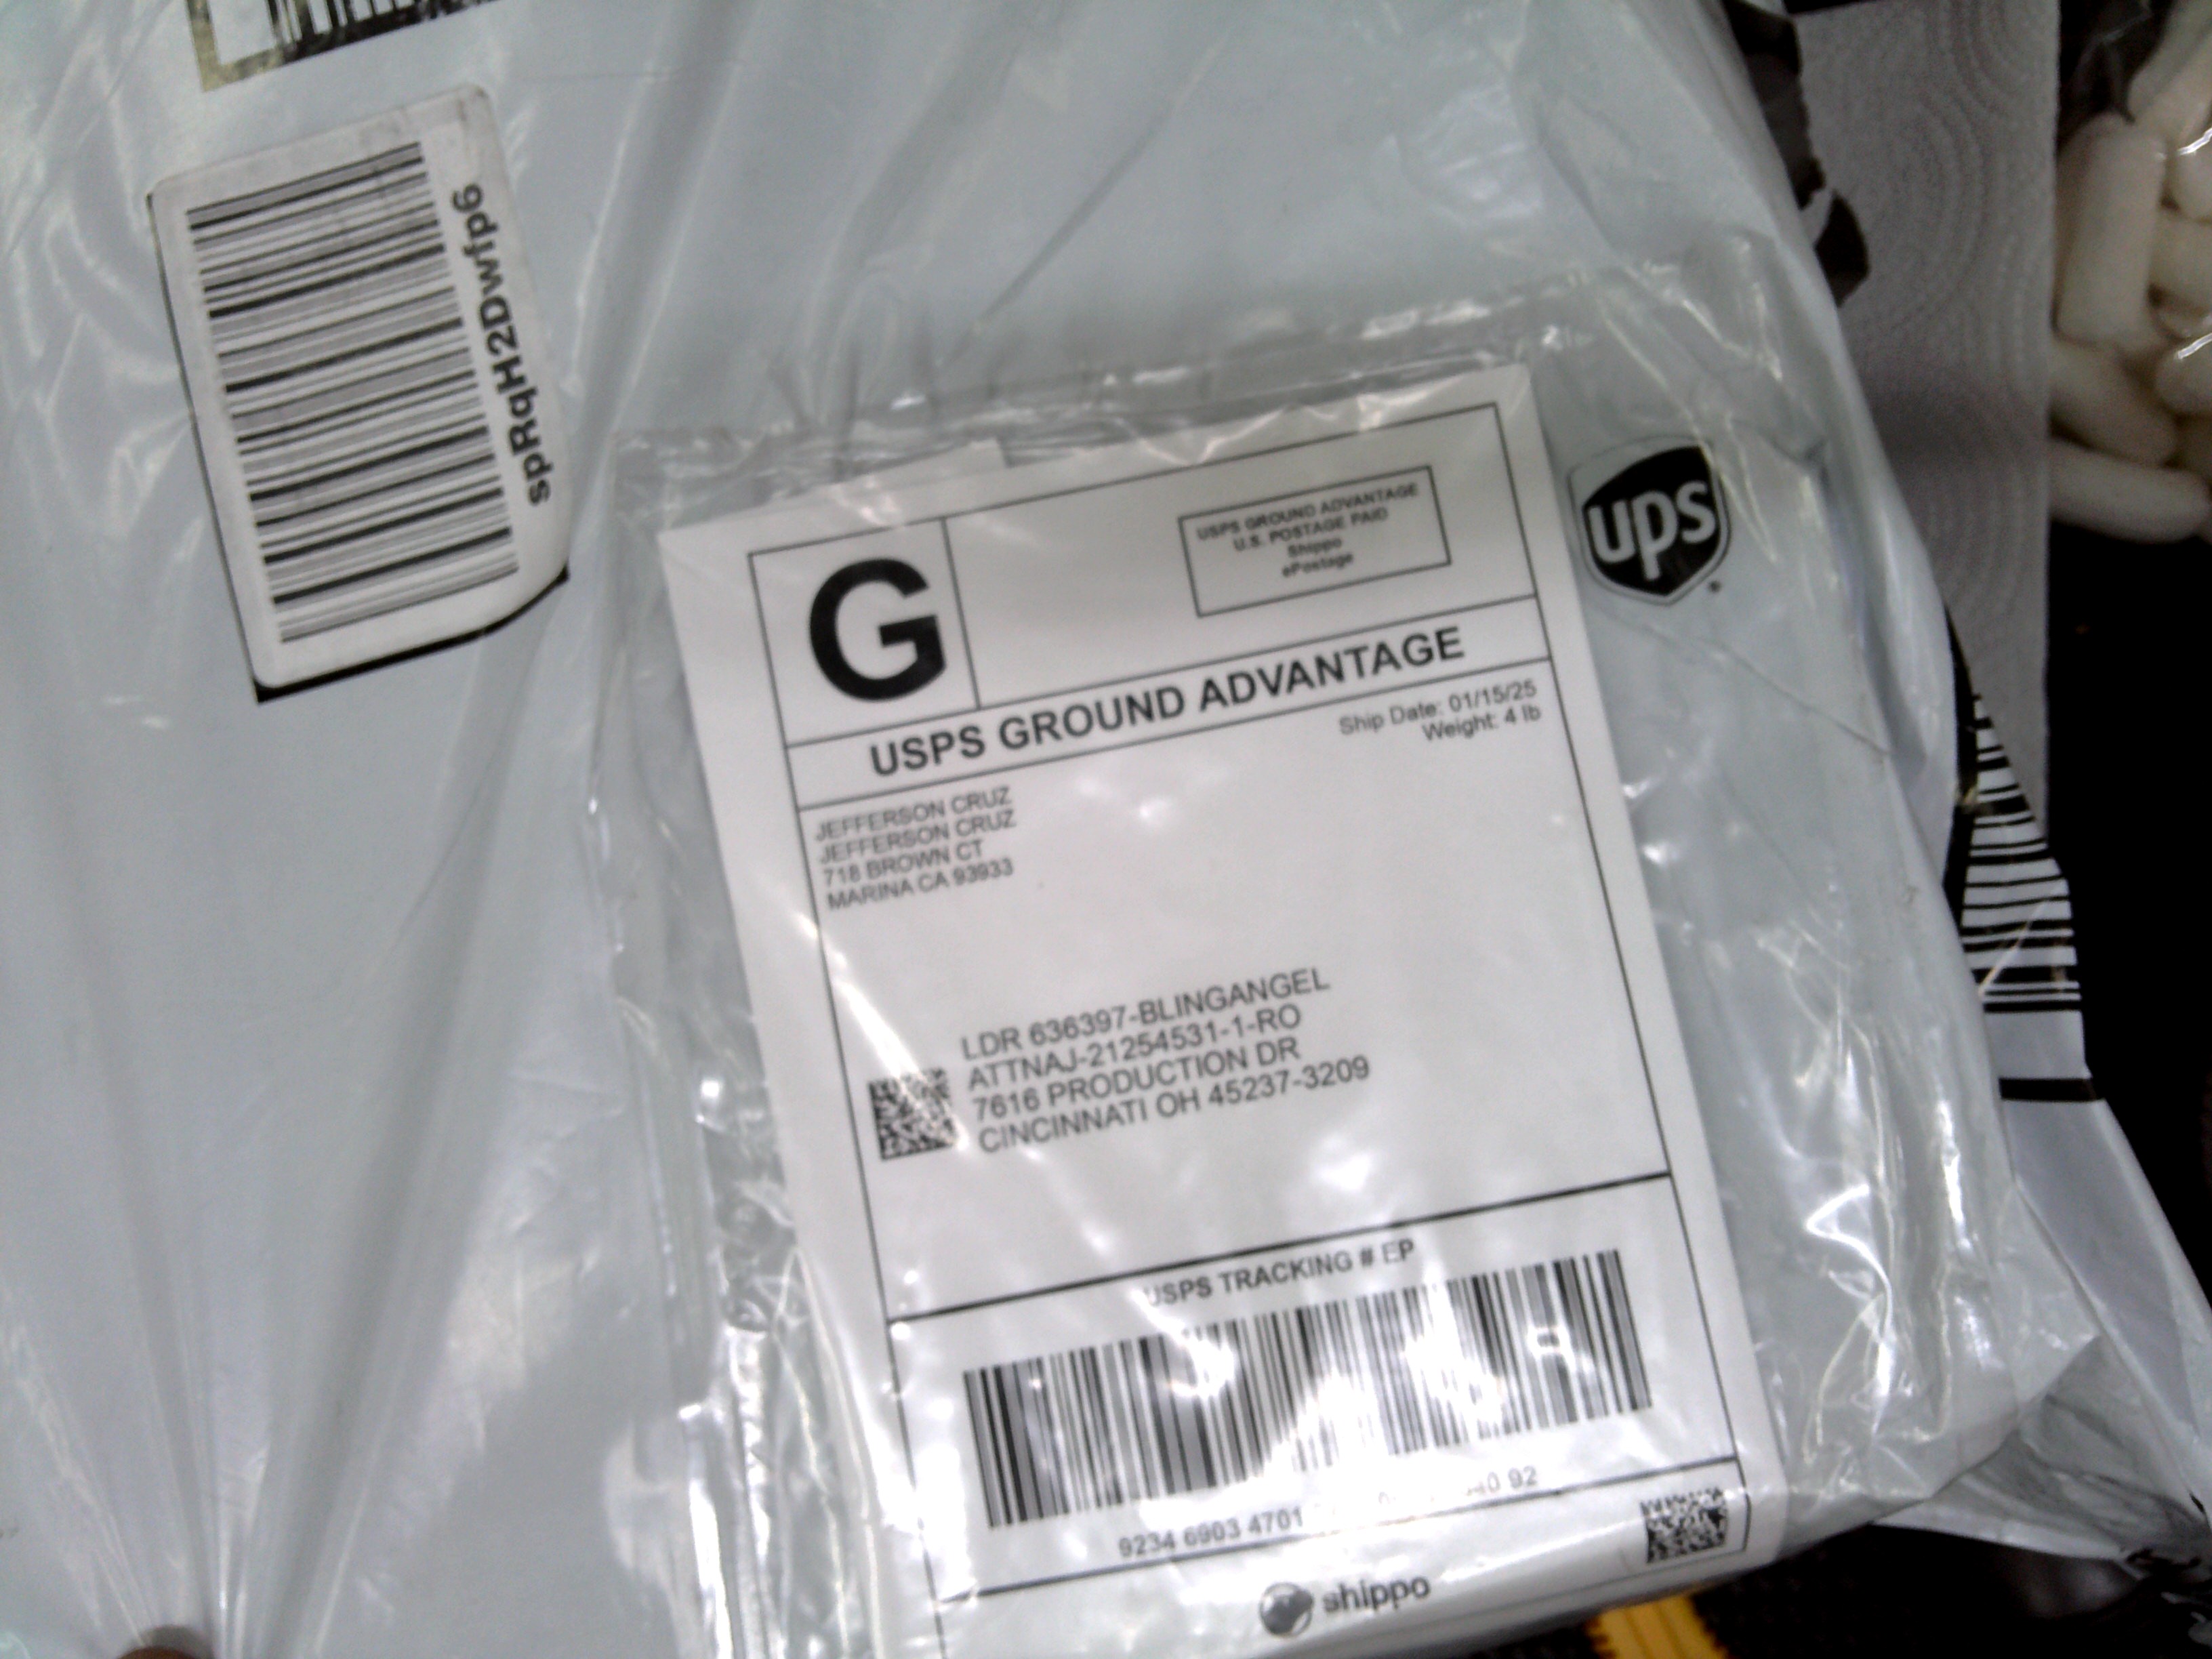 spRqH2Dwfp6
G
USPS GROUND ADVANTAGE
U.S. POSTAGE PAID
Shippo
ePostage
ups
USPS GROUND ADVANTAGE
Ship Date: 01/15/25
Weight: 4 lb
JEFFERSON CRUZ
JEFFERSON CRUZ
718 BROWN CT
MARINA CA 93933
LDR 636397-BLINGANGEL
ATTNAJ-21254531-1-RO
7616 PRODUCTION DR
CINCINNATI OH 45237-3209
USPS TRACKING # EP
9234 6903 4701 92
shippo